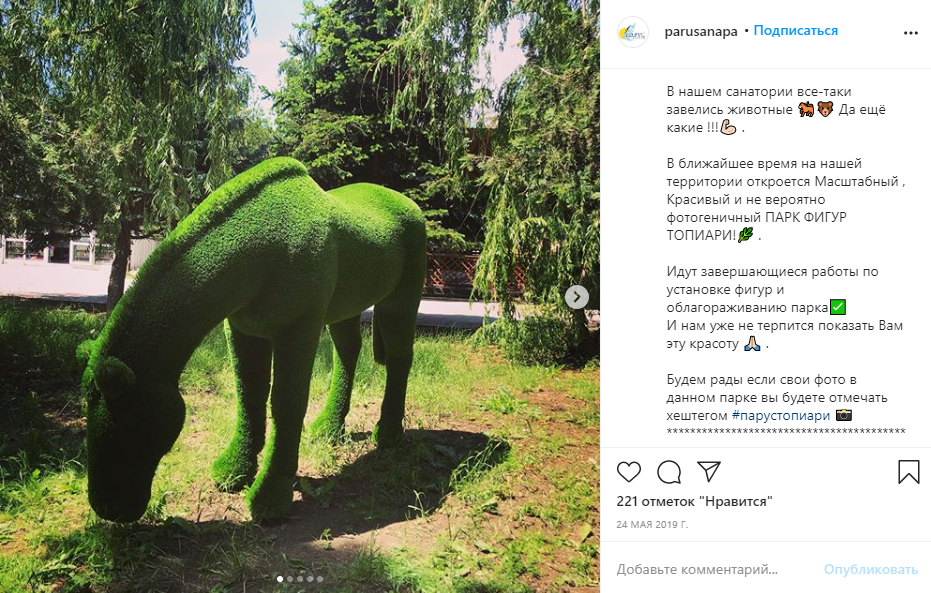 parusanapa • Подписаться
В нашем санатории все-таки
завелись животные 🐂🐻 Да ещё
какие !!!💪🏻 .
В ближайшее время на нашей
территории откроется Масштабный ,
Красивый и не вероятно
фотогеничный ПАРК ФИГУР
ТОПИАРИ!🌿 .
Идут завершающиеся работы по
установке фигур и
облагораживанию парка✅
И нам уже не терпится показать Вам
эту красоту 🙏🏻 .
Будем рады если свои фото в
данном парке вы будете отмечать
хештегом #парустопиари 📸
*****************************************
221 отметок "Нравится"
24 МАЯ 2019 Г.
Добавьте комментарий... Опубликовать